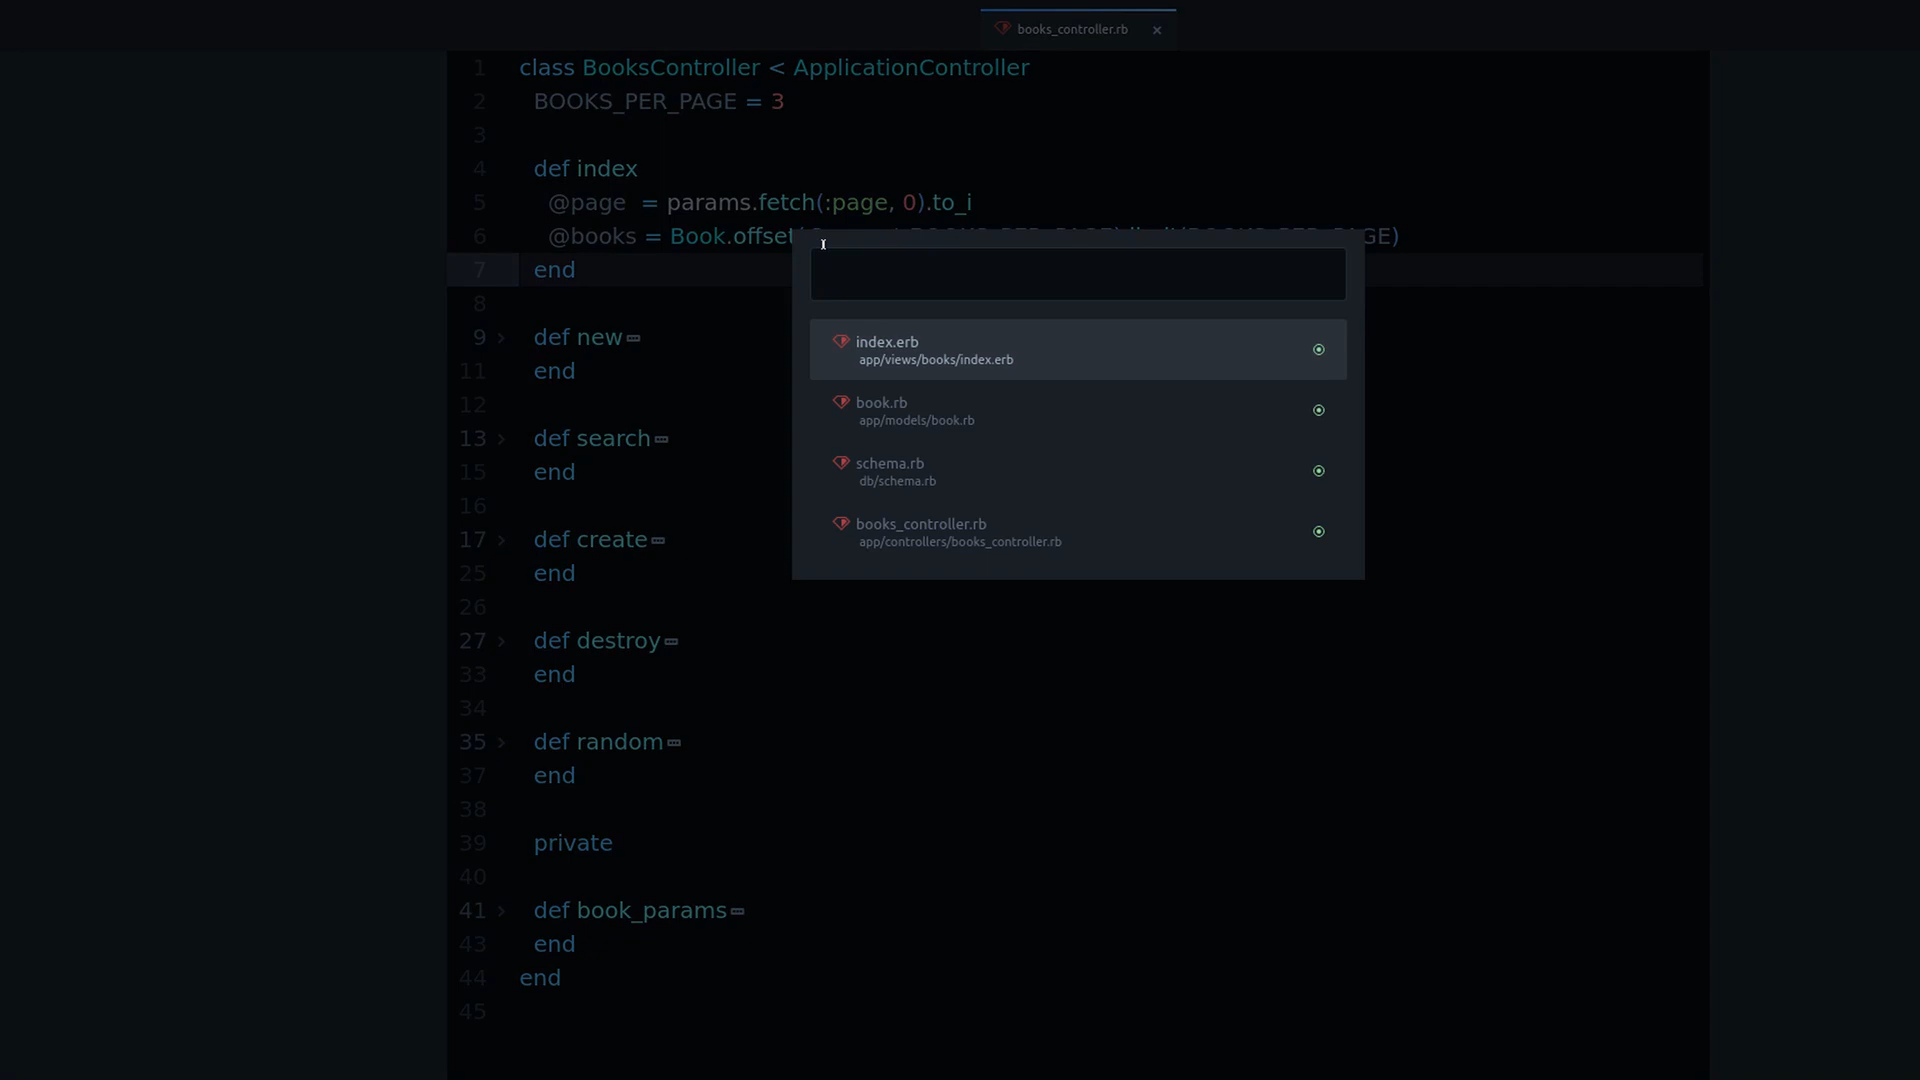 books_controller.rb ×
1 class BooksController < ApplicationController
2 BOOKS_PER_PAGE = 3
3
4 def index
5 @page  = params.fetch(:page, 0).to_i
6 @books = Book.offset( GE)
7 end
8
9 def new
11 end
12
13 def search
15 end
16
17 def create
25 end
26
27 def destroy
33 end
34
35 def random
37 end
38
39 private
40
41 def book_params
43 end
44 end
45
index.erb
app/views/books/index.erb
book.rb
app/models/book.rb
schema.rb
db/schema.rb
books_controller.rb
app/controllers/books_controller.rb